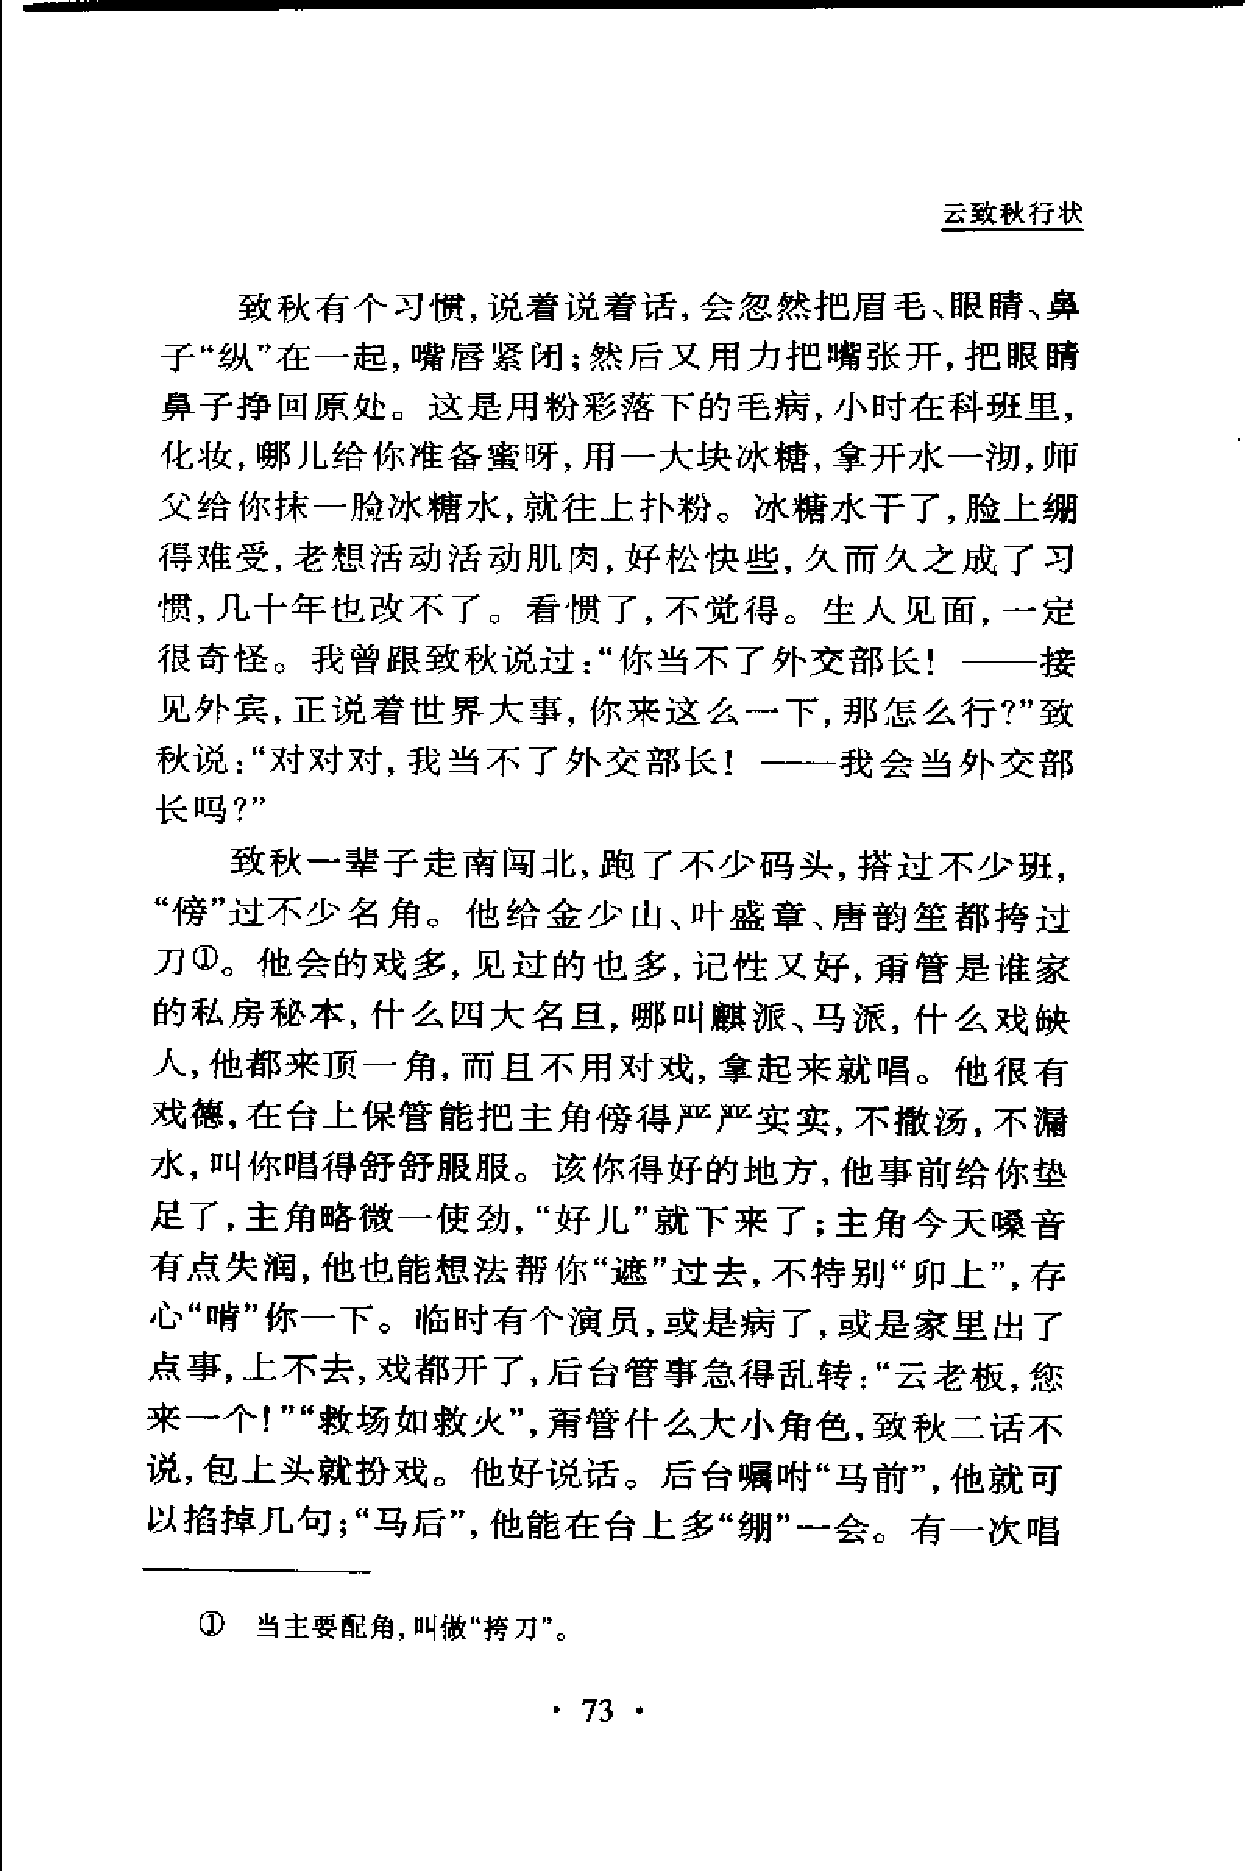 云致秋行状
致秋有个习惯,说着说着话,会忽然把眉毛、眼睛、鼻
子“纵”在一起,嘴唇紧闭;然后又用力把嘴张开,把眼睛
鼻子挣回原处。这是用粉彩落下的毛病,小时在科班里,
化妆,哪儿给你准备蜜呀,用一大块冰糖,拿开水一沏,师
父给你抹一脸冰糖水,就往上扑粉。冰糖水干了,脸上绷
得难受,老想活动活动肌肉,好松快些,久而久之成了习
惯,几十年也改不了。看惯了,不觉得。生人见面,一定
很奇怪。我曾跟致秋说过:“你当不了外交部长!——接
见外宾,正说着世界大事,你来这么一下,那怎么行?”致
秋说:“对对对,我当不了外交部长!——我会当外交部
长吗?”
致秋一辈子走南闯北,跑了不少码头,搭过不少班,
“傍”过不少名角。他给金少山、叶盛章、唐韵笙都挎过
刀①。他会的戏多,见过的也多,记性又好,甭管是谁家
的私房秘本,什么四大名旦,哪叫麒派、马派,什么戏缺
人,他都来顶一角,而且不用对戏,拿起来就唱。他很有
戏德,在台上保管能把主角傍得严严实实,不撒汤,不漏
水,叫你唱得舒舒服服。该你得好的地方,他事前给你垫
足了,主角略微一使劲,“好儿”就下来了;主角今天嗓音
有点失润,他也能想法帮你“遮”过去,不特别“卯上”,存
心“啃”你一下。临时有个演员,或是病了,或是家里出了
点事,上不去,戏都开了,后台管事急得乱转:“云老板,您
来一个!”“救场如救火”,甭管什么大小角色,致秋二话不
说,包上头就扮戏。他好说话。后台嘱咐“马前”,他就可
以掐掉几句;“马后”,他能在台上多“绷”一会。有一次唱
① 当主要配角,叫做“挎刀”。
· 73 ·